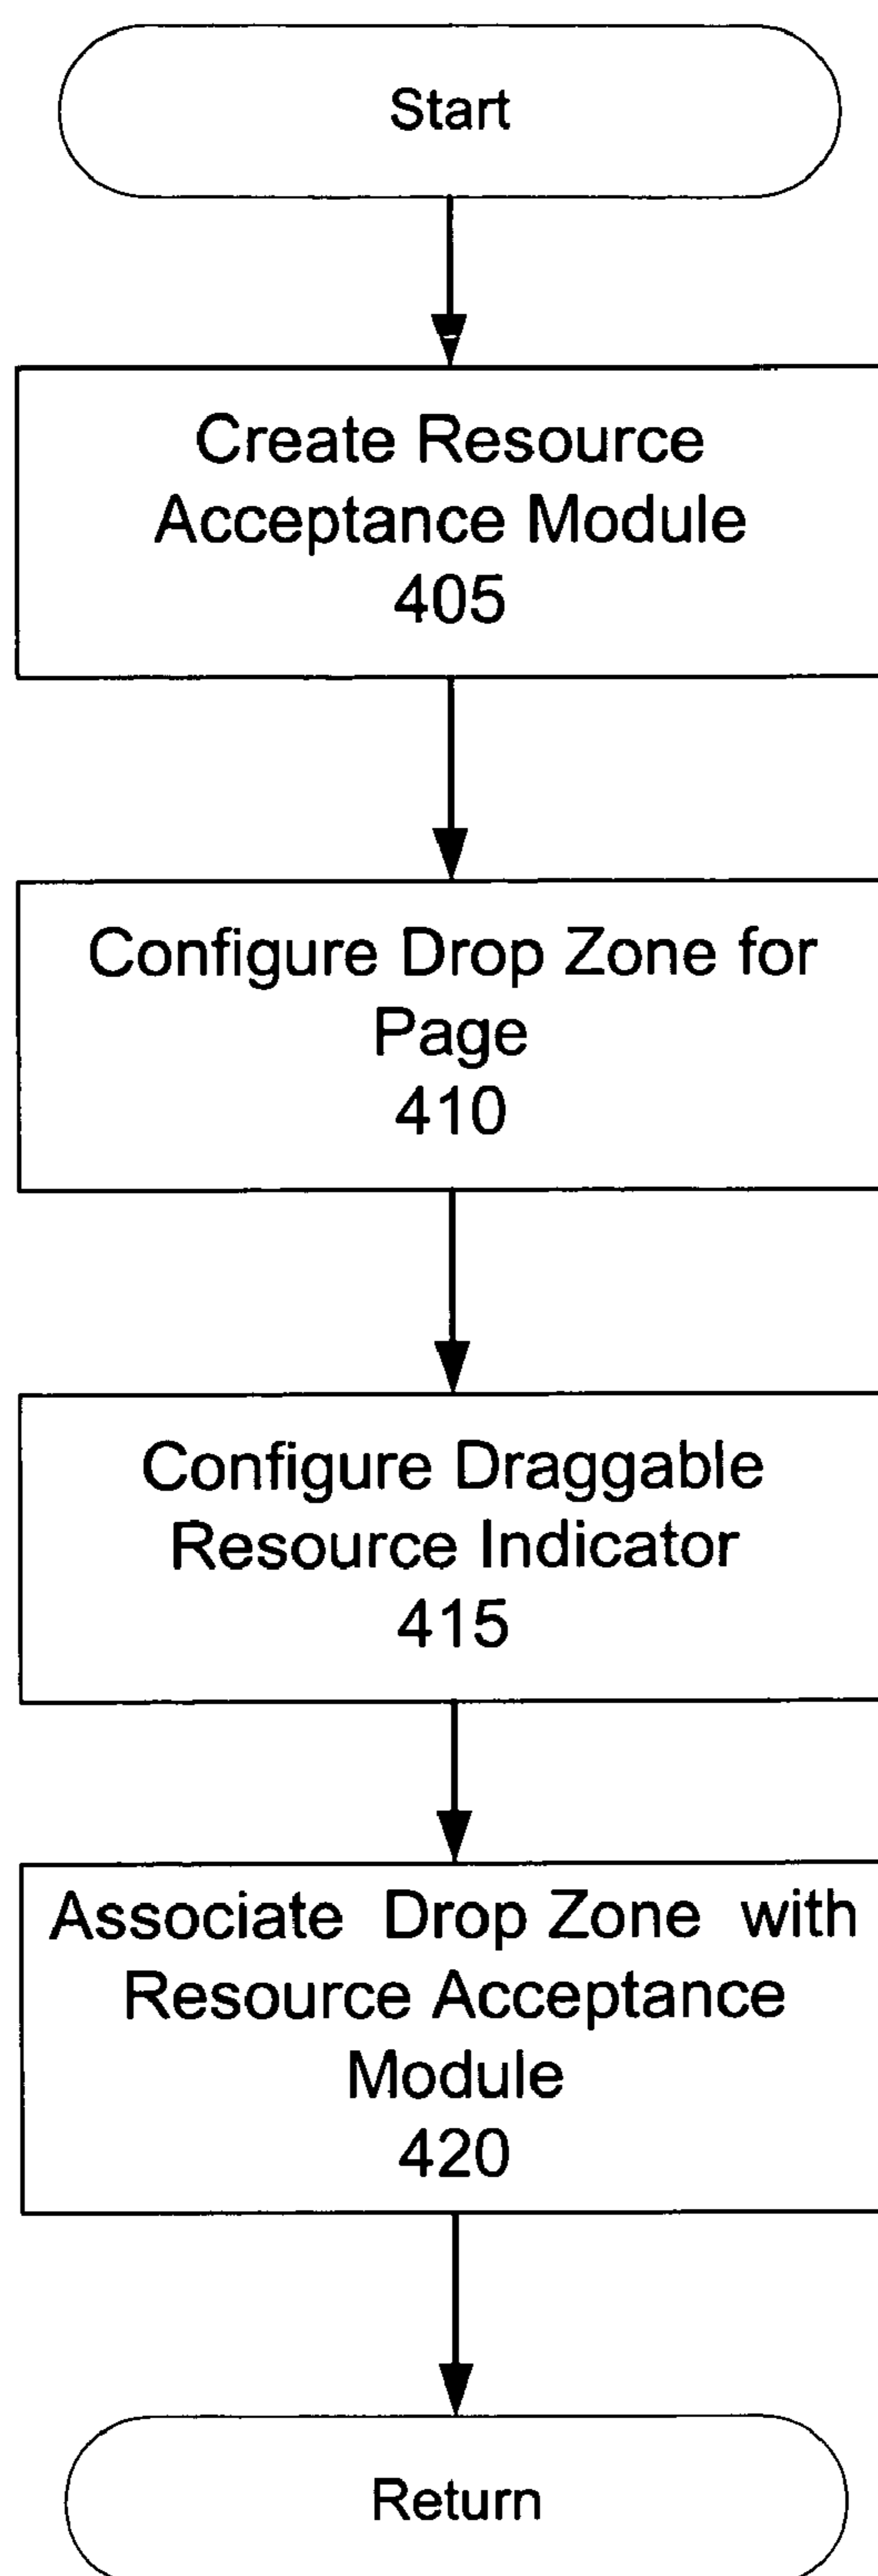 Start
Create Resource
Acceptance Module
405
Configure Drop Zone for
Page
410
Configure Draggable
Resource Indicator
415
Associate Drop Zone with
Resource Acceptance
Module
420
Return